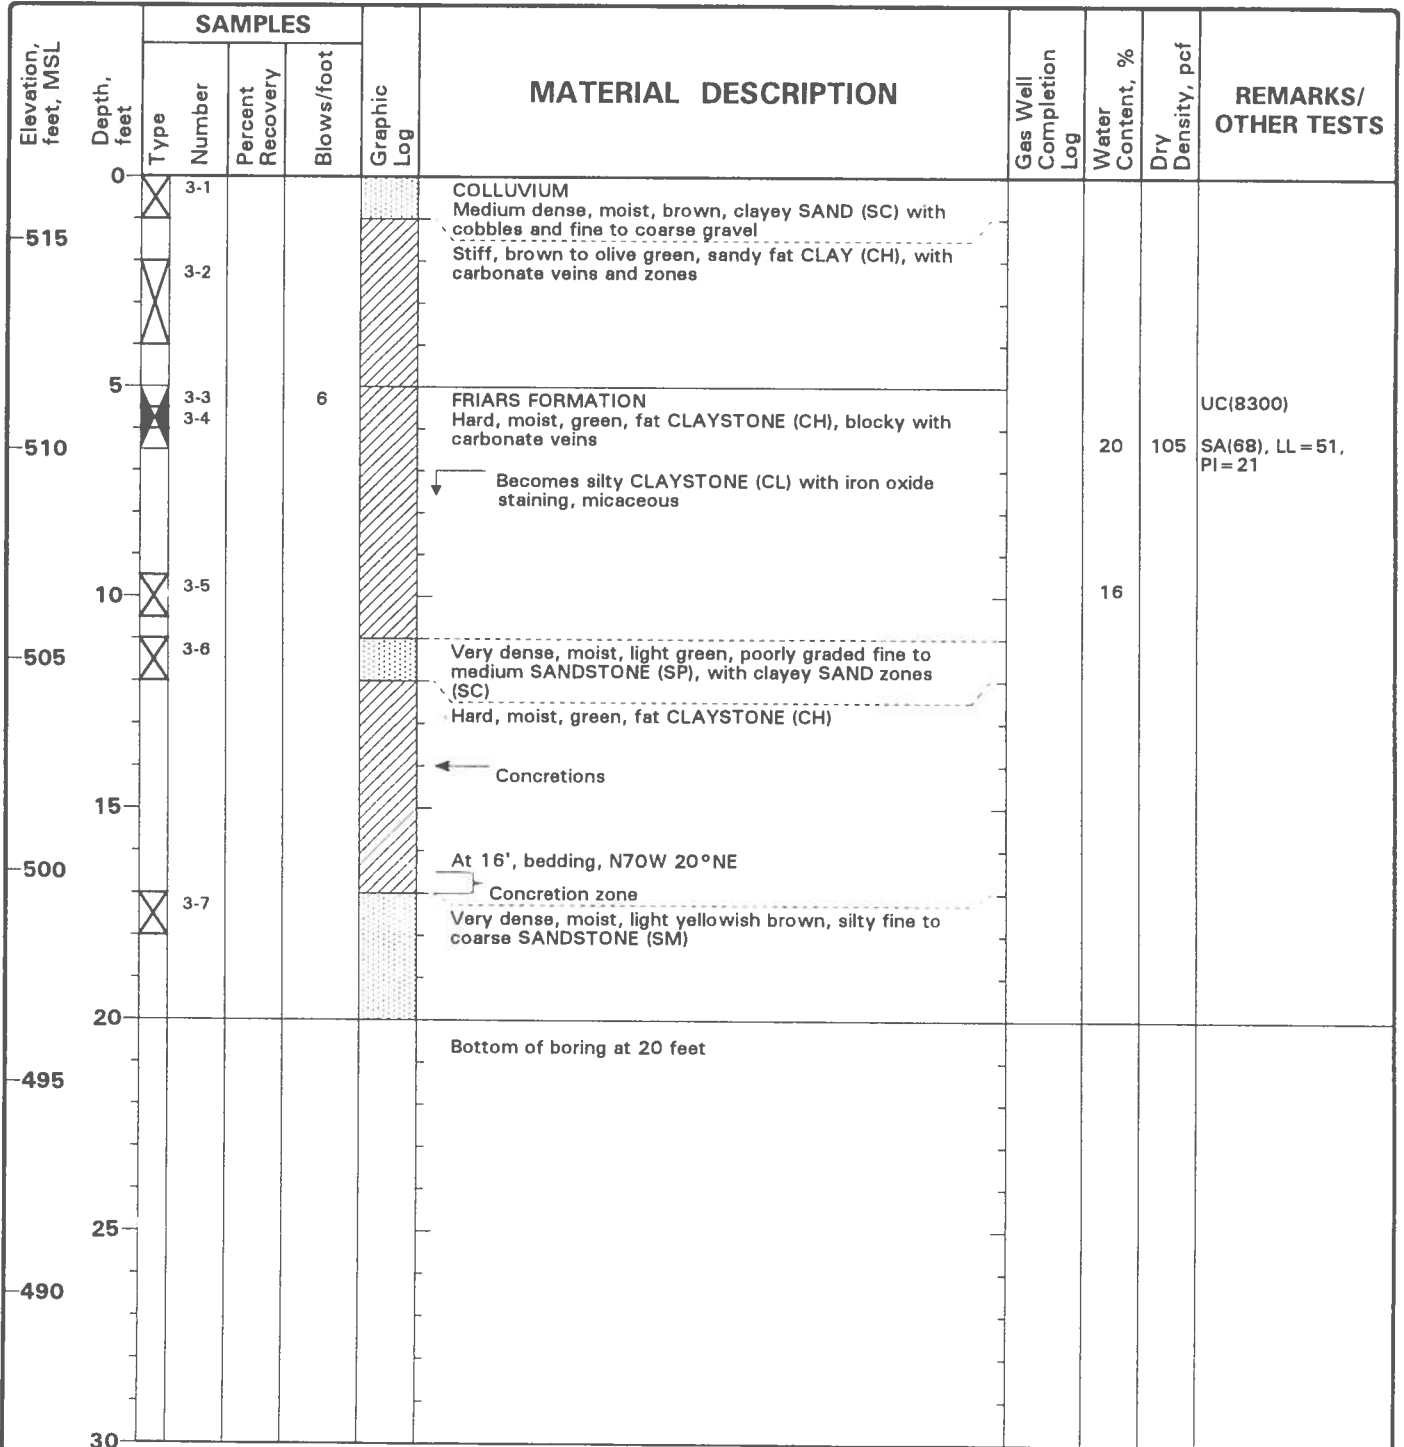 SAMPLES
Elevation,
feet, MSL
Depth,
feet
Type
Number
Percent
Recovery
Blows/foot
Graphic
Log
MATERIAL DESCRIPTION
Gas Well
Completion
Log
Water
Content, %
Dry
Density, pcf
REMARKS/
OTHER TESTS
0
3-1
COLLUVIUM
Medium dense, moist, brown, clayey SAND (SC) with
cobbles and fine to coarse gravel
515
Stiff, brown to olive green, sandy fat CLAY (CH), with
carbonate veins and zones
3-2
5
3-3
6
FRIARS FORMATION
UC(8300)
3-4
Hard, moist, green, fat CLAYSTONE (CH), blocky with
carbonate veins
510
20
105
SA(68), LL=51,
PI=21
Becomes silty CLAYSTONE (CL) with iron oxide
staining, micaceous
3-5
10
16
3-6
505
Very dense, moist, light green, poorly graded fine to
medium SANDSTONE (SP), with clayey SAND zones
(SC)
Hard, moist, green, fat CLAYSTONE (CH)
Concretions
15
At 16', bedding, N70W 20°NE
500
Concretion zone
3-7
Very dense, moist, light yellowish brown, silty fine to
coarse SANDSTONE (SM)
20
Bottom of boring at 20 feet
495
25
490
30